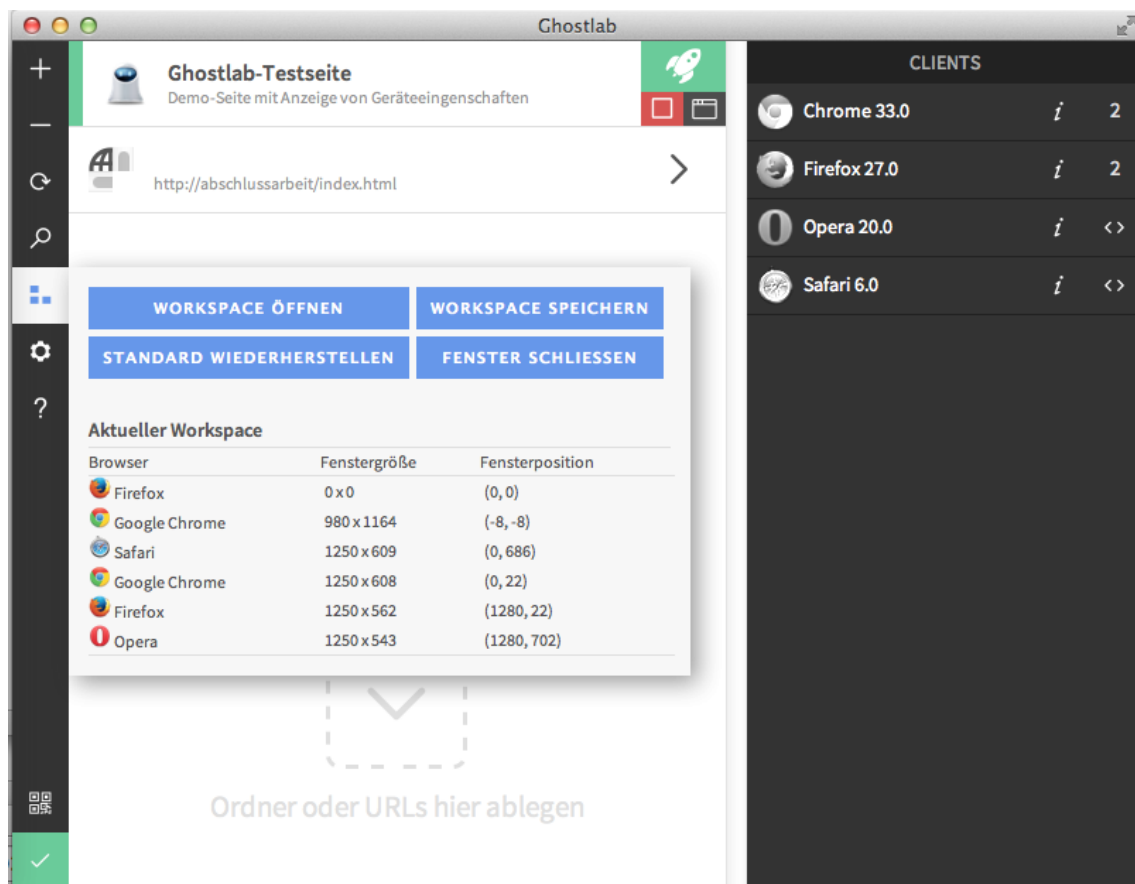 Ghostlab
Ghostlab-Testseite
Demo-Seite mit Anzeige von Geräteeingenschaften
http://abschlussarbeit/index.html
WORKSPACE ÖFFNEN WORKSPACE SPEICHERN
STANDARD WIEDERHERSTELLEN FENSTER SCHLIESSEN
Aktueller Workspace
Browser Fenstergröße Fensterposition
Firefox 0 x 0 (0, 0)
Google Chrome 980 x 1164 (-8, -8)
Safari 1250 x 609 (0, 686)
Google Chrome 1250 x 608 (0, 22)
Firefox 1250 x 562 (1280, 22)
Opera 1250 x 543 (1280, 702)
Ordner oder URLs hier ablegen
CLIENTS
Chrome 33.0 i 2
Firefox 27.0 i 2
Opera 20.0 i <>
Safari 6.0 i <>